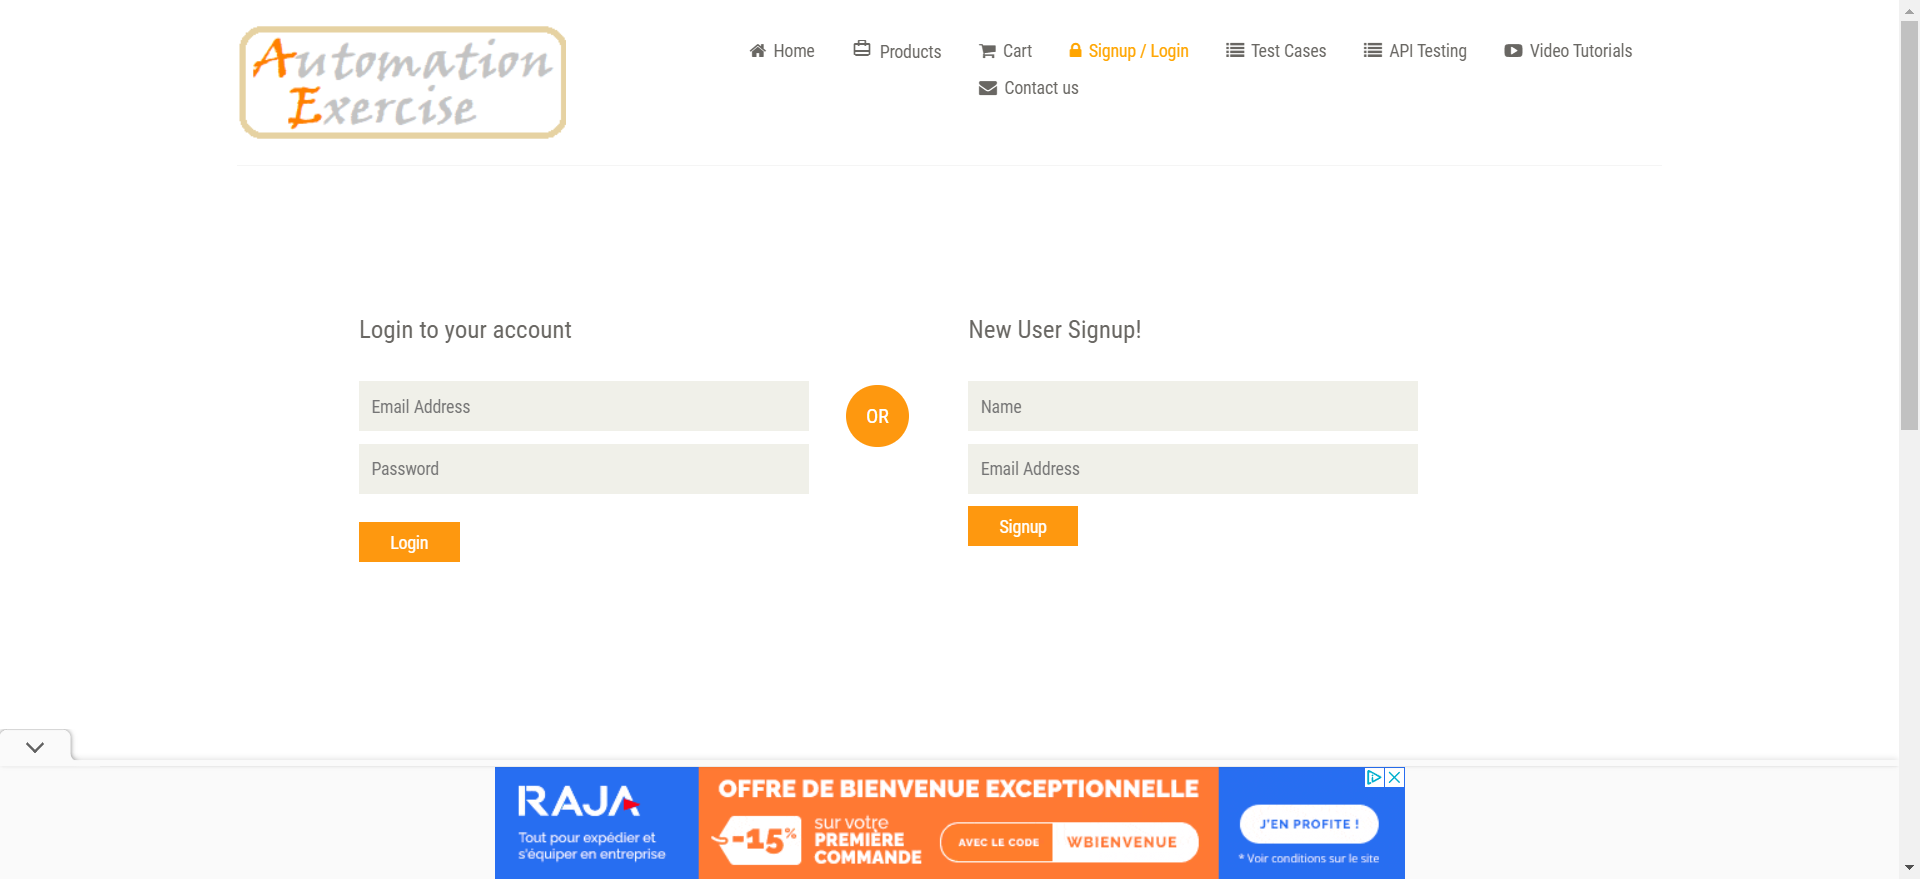 Automation
Exercise
Home
Products
Cart
Signup / Login
Test Cases
API Testing
Video Tutorials
Contact us
Login to your account
Email Address
Password
Login
OR
New User Signup!
Name
Email Address
Signup
RAJA
Tout pour expédier et
s'équiper en entreprise
OFFRE DE BIENVENUE EXCEPTIONNELLE
-15%
sur votre
PREMIÈRE
COMMANDE
AVEC LE CODE
WBIENVENUE
J'EN PROFITE !
* Voir conditions sur le site